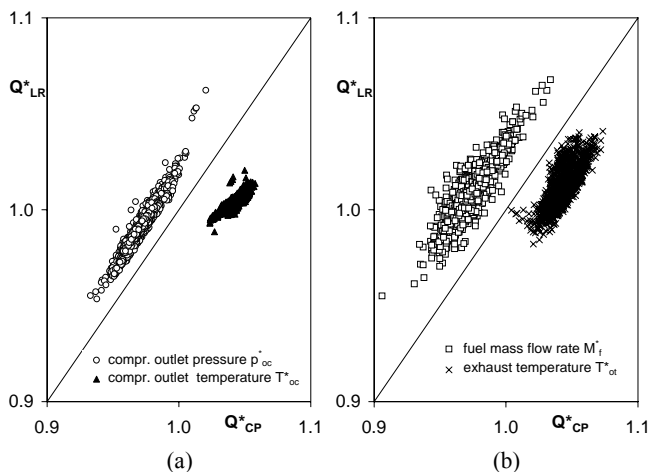 1.1
Q*LR
1.0
0.9
0.9
Q*CP
1.0
1.1
○ compr. outlet pressure p*oc
▲ compr. outlet temperature T*oc
(a)
1.1
Q*LR
1.0
0.9
0.9
Q*CP
1.0
1.1
□ fuel mass flow rate M*f
× exhaust temperature T*ot
(b)